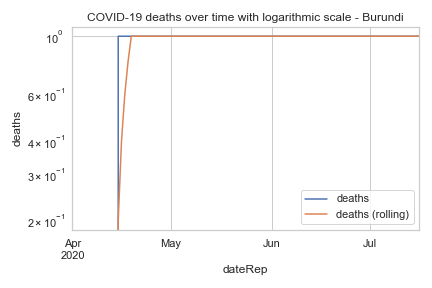 COVID-19 deaths over time with logarithmic scale - Burundi
deaths
10⁰
6 × 10⁻¹
4 × 10⁻¹
3 × 10⁻¹
2 × 10⁻¹
deaths
deaths (rolling)
Apr May Jun Jul
2020
dateRep